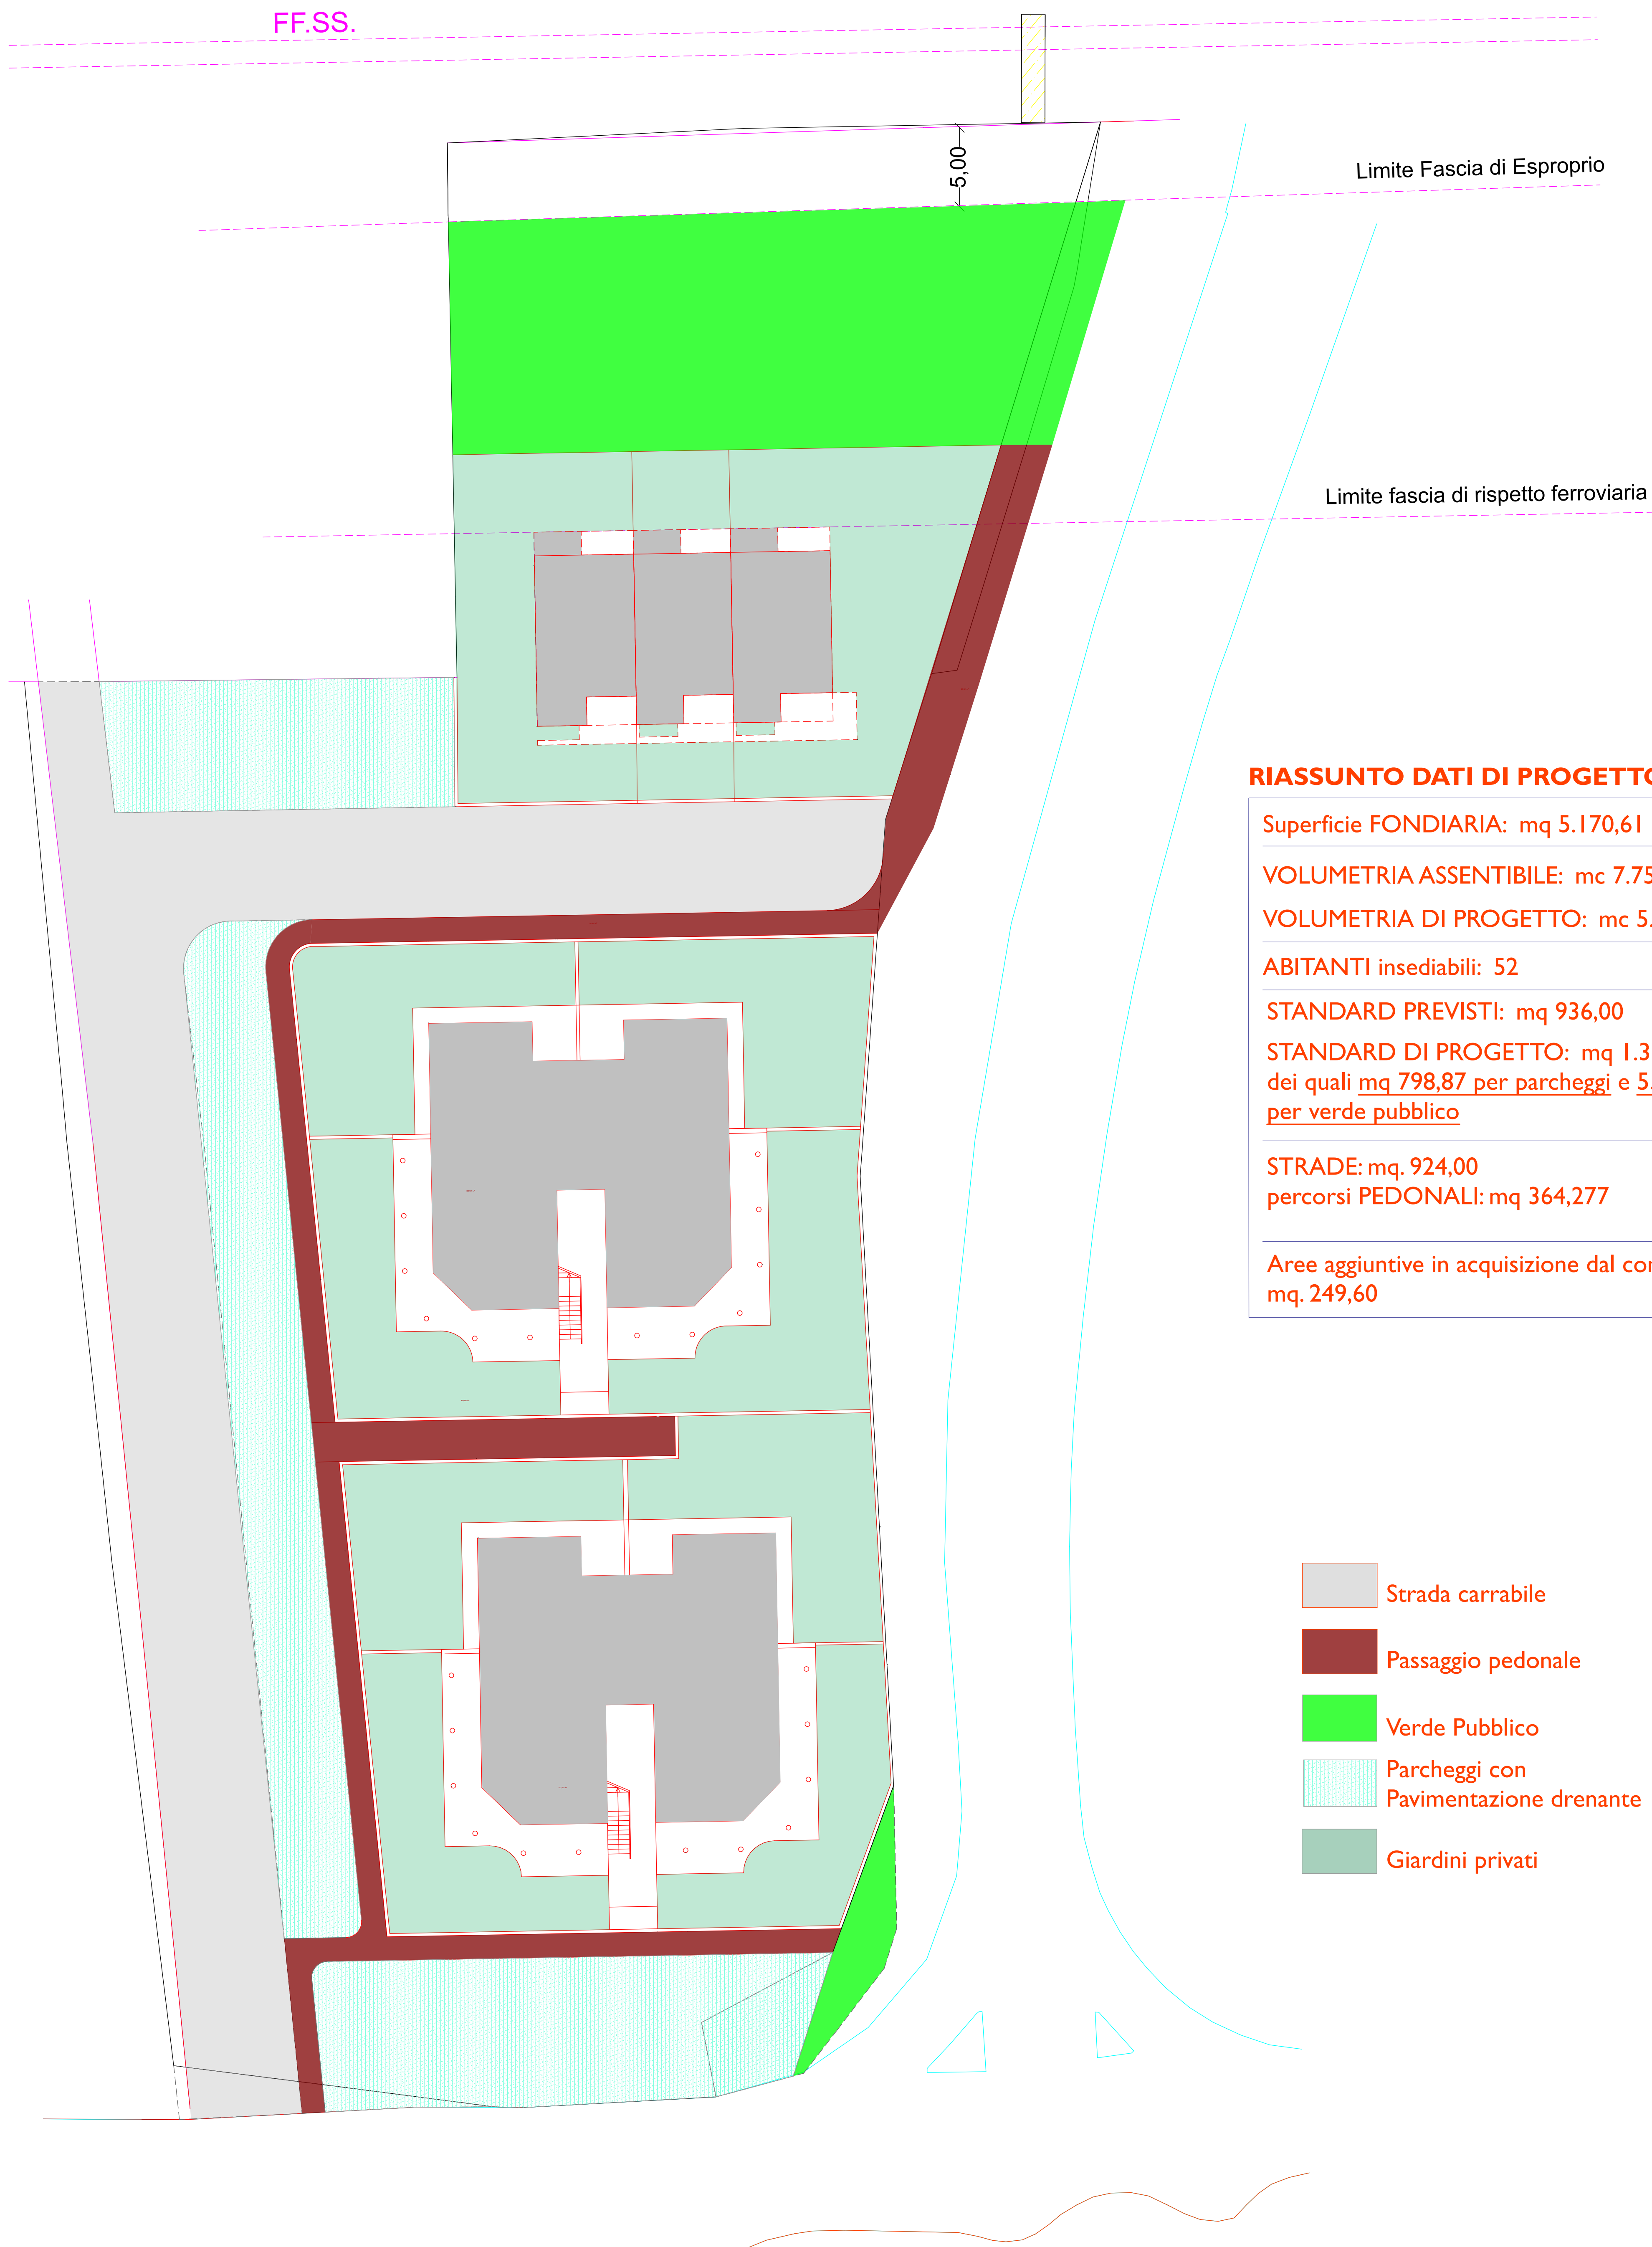 FF.SS.
5,00
Limite Fascia di Esproprio
Limite fascia di rispetto ferroviaria
RIASSUNTO DATI DI PROGETTO
Superficie FONDIARIA: mq 5.170,61
VOLUMETRIA ASSENTIBILE: mc 7.75
VOLUMETRIA DI PROGETTO: mc 5.
ABITANTI insediabili: 52
STANDARD PREVISTI: mq 936,00
STANDARD DI PROGETTO: mq 1.3
dei quali mq 798,87 per parcheggi e 5.
per verde pubblico
STRADE: mq. 924,00
percorsi PEDONALI: mq 364,277
Aree aggiuntive in acquisizione dal
mq. 249,60
Strada carrabile
Passaggio pedonale
Verde Pubblico
Parcheggi con
Pavimentazione drenante
Giardini privati